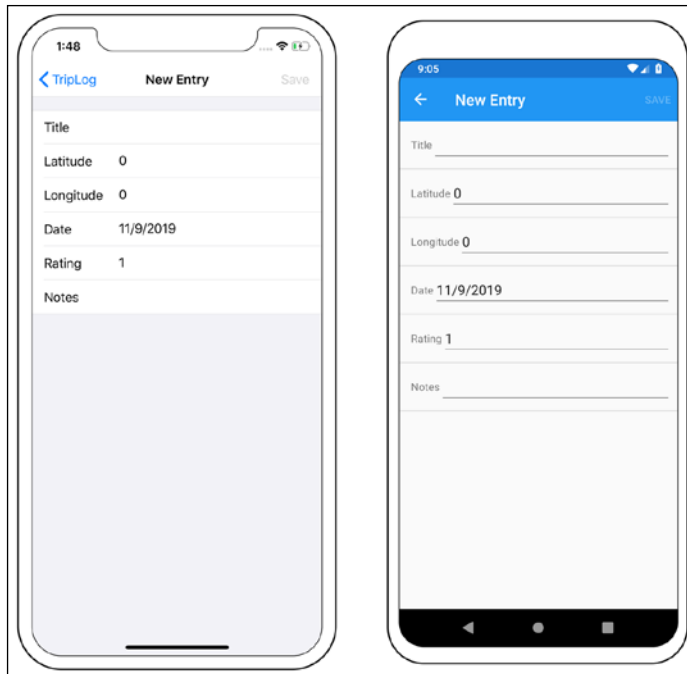 1:48
TripLog New Entry Save
Title
Latitude 0
Longitude 0
Date 11/9/2019
Rating 1
Notes
9:05
New Entry SAVE
Title
Latitude 0
Longitude 0
Date 11/9/2019
Rating 1
Notes